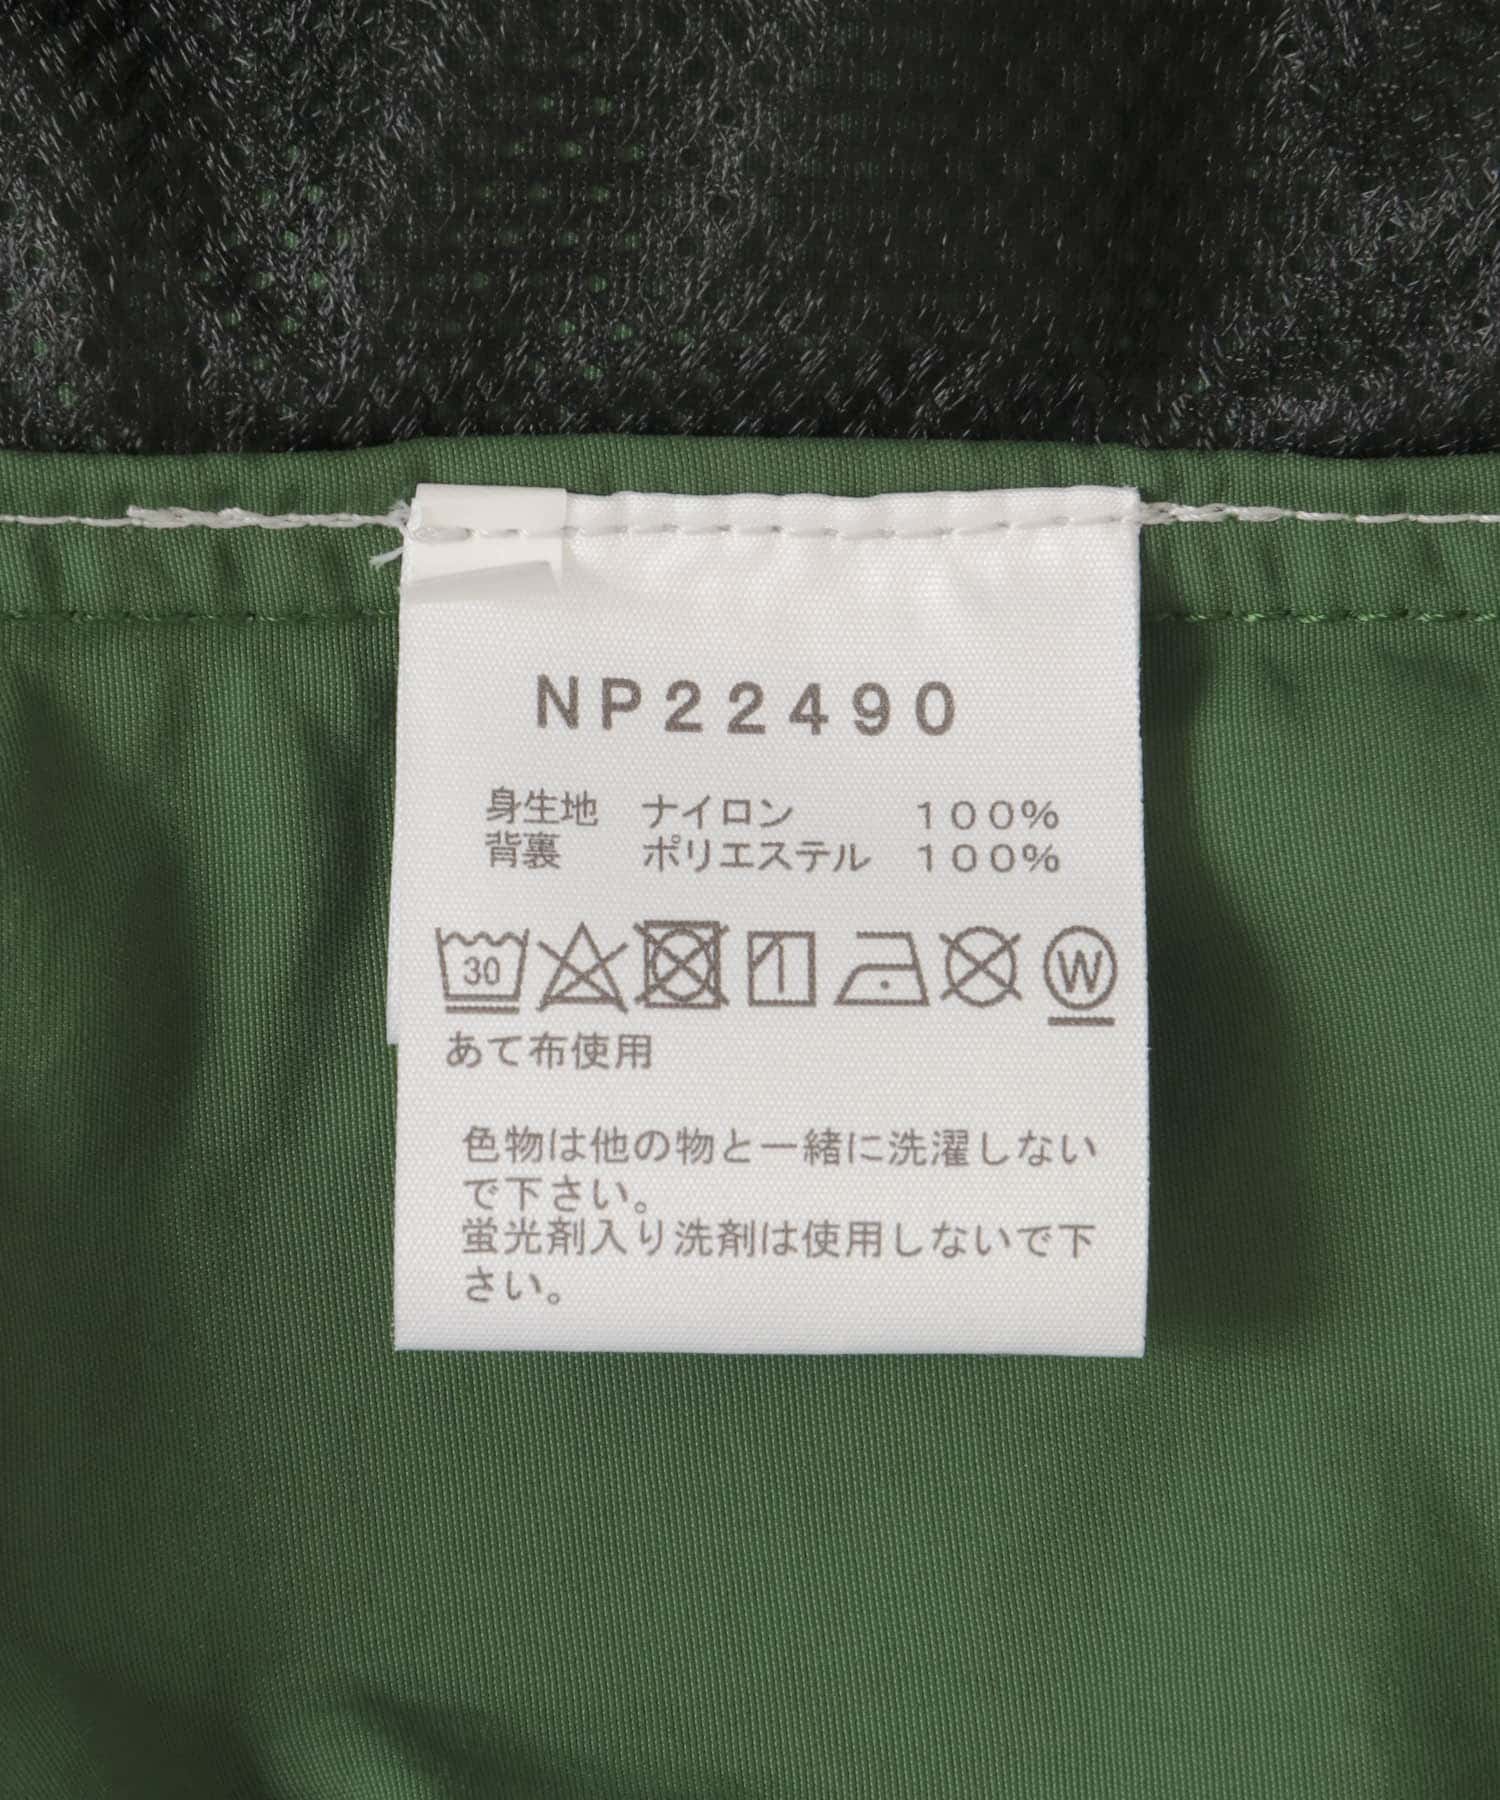 NP22490
身生地 ナイロン 100%
背裏 ポリエステル 100%
30 W
あて布使用
色物は他の物と一緒に洗濯しない
で下さい。
蛍光剤入り洗剤は使用しないで下
さい。